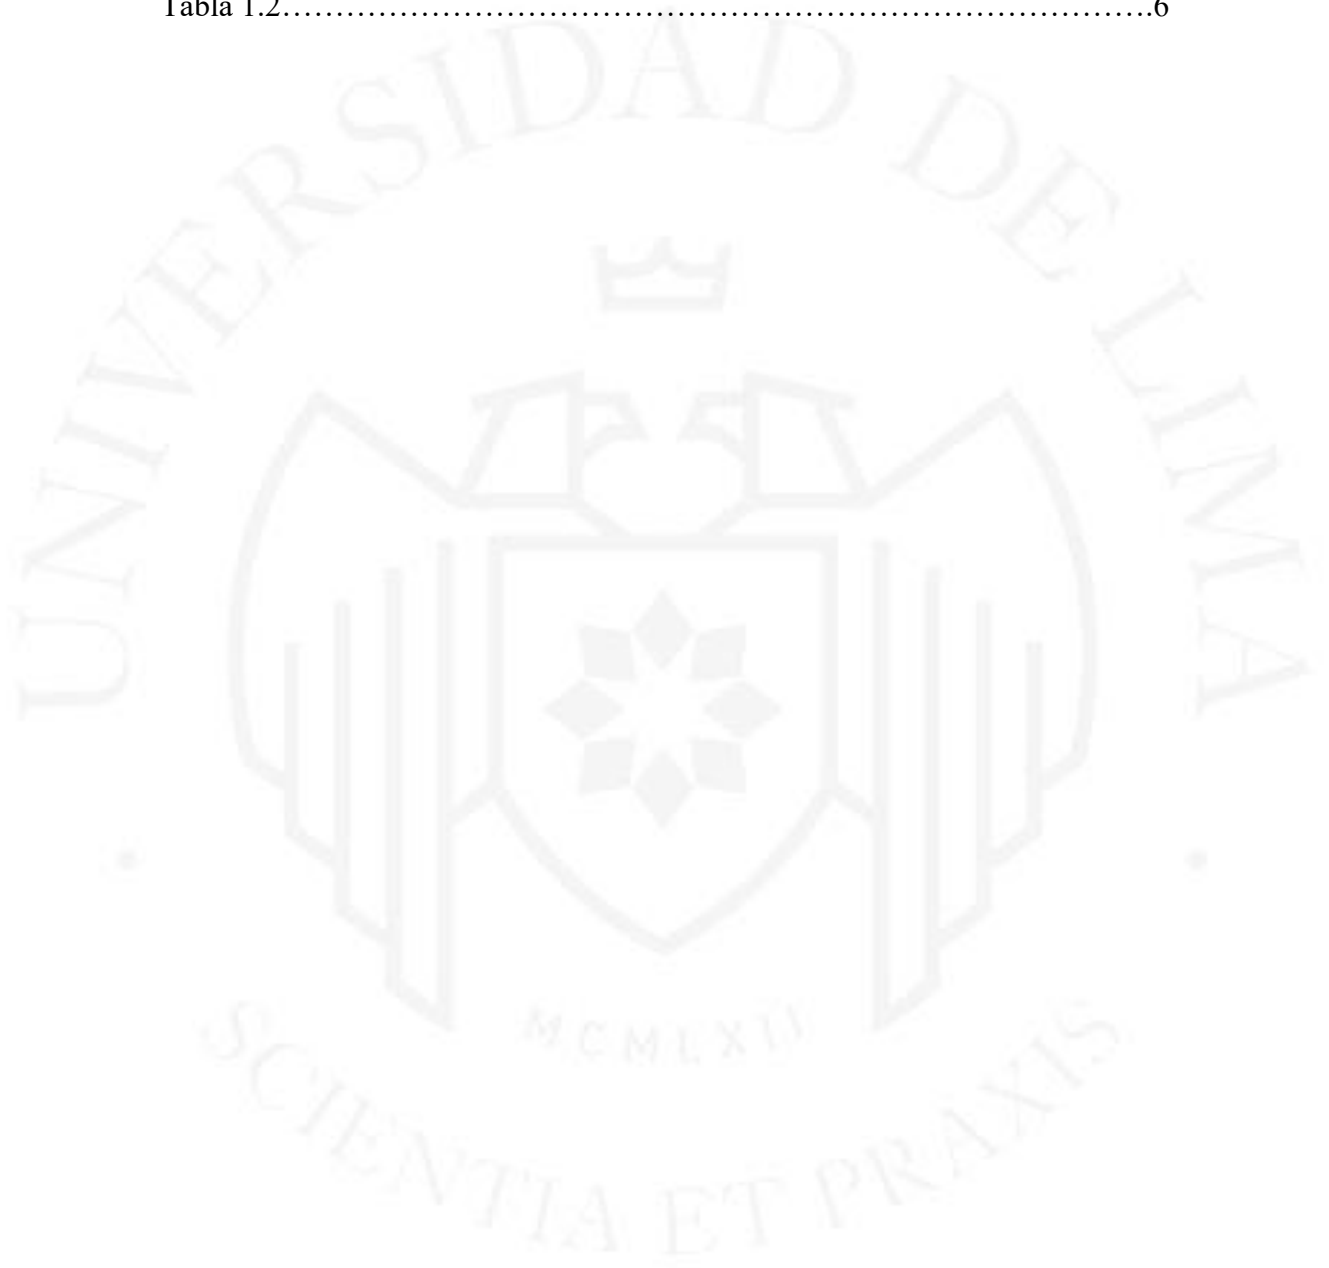 Tabla 1.2……………………………………………………………………….6
UNIVERSIDAD DE LIMA
MCMLXII
SCIENTIA ET PRAXIS